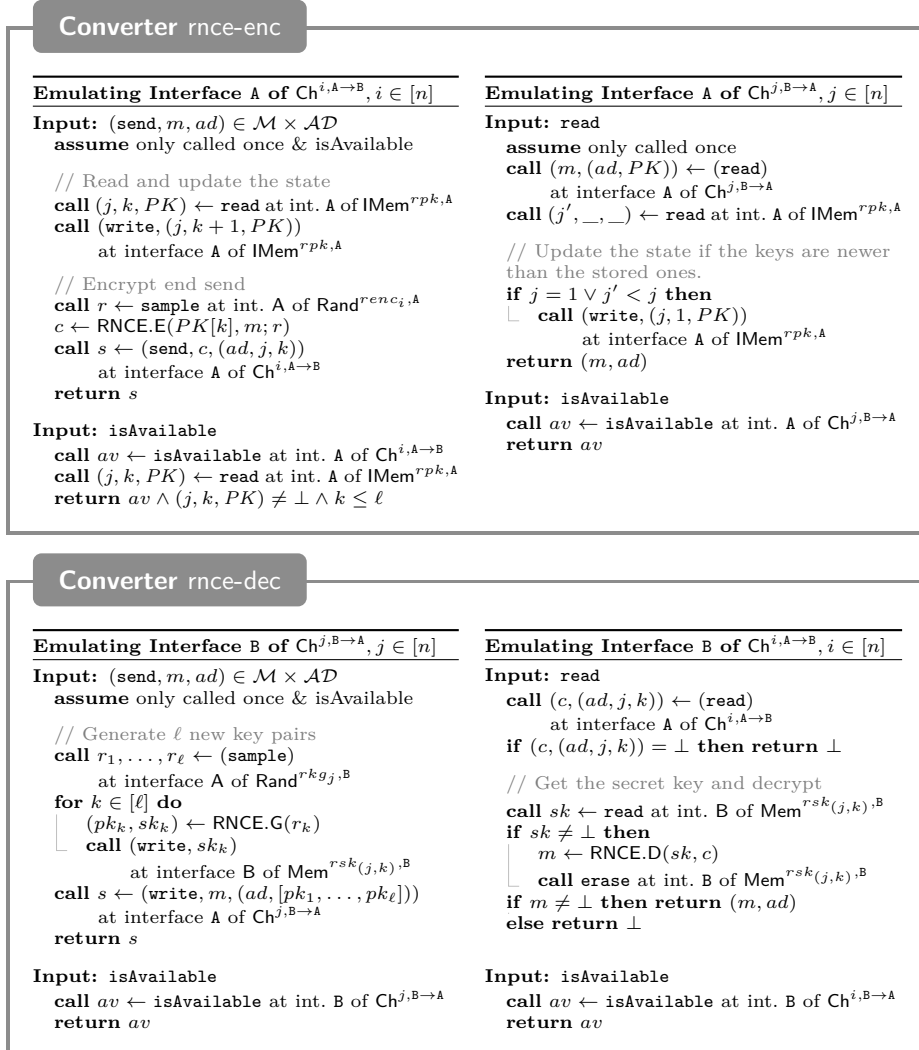 Converter rnce-enc
Emulating Interface A of Ch^{i,A→B}, i ∈ [n]
Input: (send, m, ad) ∈ M × AD
assume only called once & isAvailable
// Read and update the state
call (j, k, PK) ← read at int. A of IMem^{rpk,A}
call (write, (j, k + 1, PK))
at interface A of IMem^{rpk,A}
// Encrypt end send
call r ← sample at int. A of Rand^{renc_i,A}
c ← RNCE.E(PK[k], m; r)
call s ← (send, c, (ad, j, k))
at interface A of Ch^{i,A→B}
return s
Input: isAvailable
call av ← isAvailable at int. A of Ch^{i,A→B}
call (j, k, PK) ← read at int. A of IMem^{rpk,A}
return av ∧ (j, k, PK) ≠ ⊥ ∧ k ≤ ℓ
Emulating Interface A of Ch^{j,B→A}, j ∈ [n]
Input: read
assume only called once
call (m, (ad, PK)) ← (read)
at interface A of Ch^{j,B→A}
call (j′, _, _) ← read at int. A of IMem^{rpk,A}
// Update the state if the keys are newer
than the stored ones.
if j = 1 ∨ j′ < j then
call (write, (j, 1, PK))
at interface A of IMem^{rpk,A}
return (m, ad)
Input: isAvailable
call av ← isAvailable at int. A of Ch^{j,B→A}
return av
Converter rnce-dec
Emulating Interface B of Ch^{j,B→A}, j ∈ [n]
Input: (send, m, ad) ∈ M × AD
assume only called once & isAvailable
// Generate ℓ new key pairs
call r_1, . . . , r_ℓ ← (sample)
at interface A of Rand^{rkg_j,B}
for k ∈ [ℓ] do
(pk_k, sk_k) ← RNCE.G(r_k)
call (write, sk_k)
at interface B of Mem^{rsk_{(j,k)},B}
call s ← (write, m, (ad, [pk_1, . . . , pk_ℓ]))
at interface A of Ch^{j,B→A}
return s
Input: isAvailable
call av ← isAvailable at int. B of Ch^{j,B→A}
return av
Emulating Interface B of Ch^{i,A→B}, i ∈ [n]
Input: read
call (c, (ad, j, k)) ← (read)
at interface A of Ch^{i,A→B}
if (c, (ad, j, k)) = ⊥ then return ⊥
// Get the secret key and decrypt
call sk ← read at int. B of Mem^{rsk_{(j,k)},B}
if sk ≠ ⊥ then
m ← RNCE.D(sk, c)
call erase at int. B of Mem^{rsk_{(j,k)},B}
if m ≠ ⊥ then return (m, ad)
else return ⊥
Input: isAvailable
call av ← isAvailable at int. B of Ch^{i,B→A}
return av